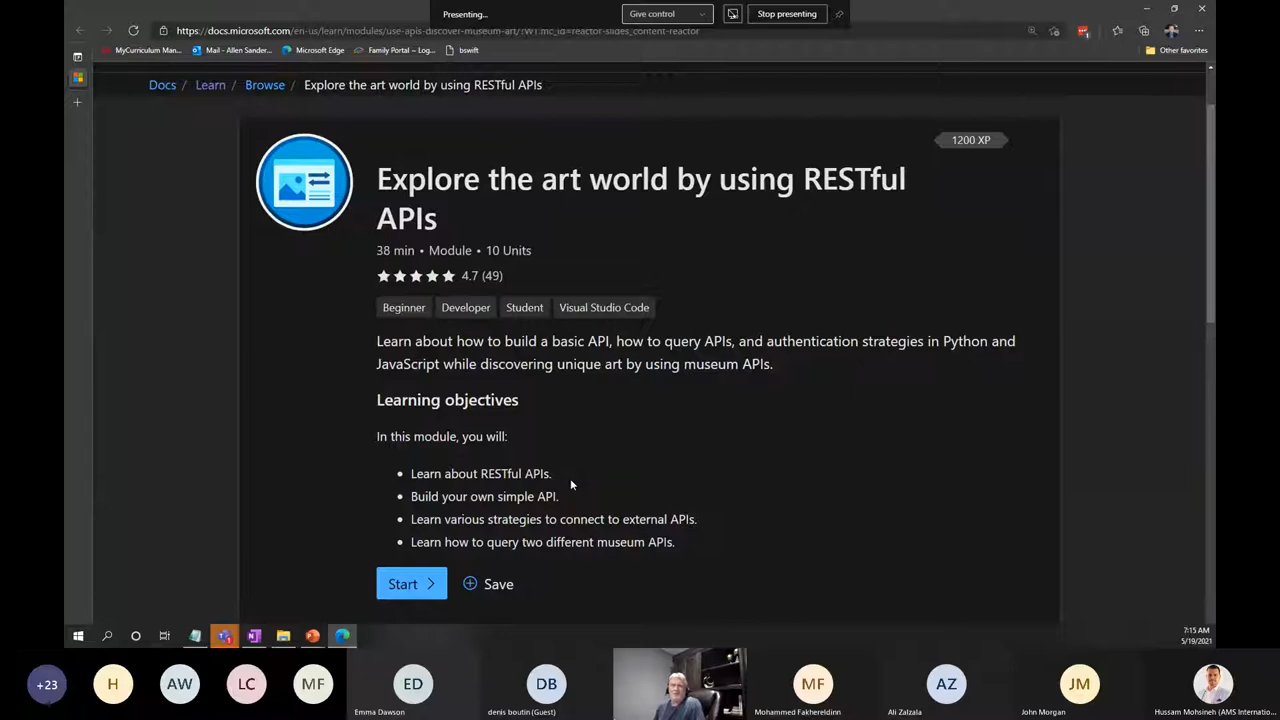 Presenting...
Give control
Stop presenting
https://docs.microsoft.com/en-us/learn/modules/use-apis-discover-museum-art/?WT.mc_id=reactor-slides_content-reactor
MyCurriculum Man...
Mail - Allen Sander...
Microsoft Edge
Family Portal – Log...
bswift
Other favorites
Docs / Learn / Browse / Explore the art world by using RESTful APIs
1200 XP
Explore the art world by using RESTful
APIs
38 min • Module • 10 Units
4.7 (49)
Beginner
Developer
Student
Visual Studio Code
Learn about how to build a basic API, how to query APIs, and authentication strategies in Python and
JavaScript while discovering unique art by using museum APIs.
Learning objectives
In this module, you will:
• Learn about RESTful APIs.
• Build your own simple API.
• Learn various strategies to connect to external APIs.
• Learn how to query two different museum APIs.
Start
Save
7:15 AM
5/19/2021
+23
H
AW
LC
MF
ED
DB
MF
AZ
JM
Emma Dawson
denis boutin (Guest)
Mohammed Fakhereldinn
Ali Zalzala
John Morgan
Hussam Mohsineh (AMS Internatio...